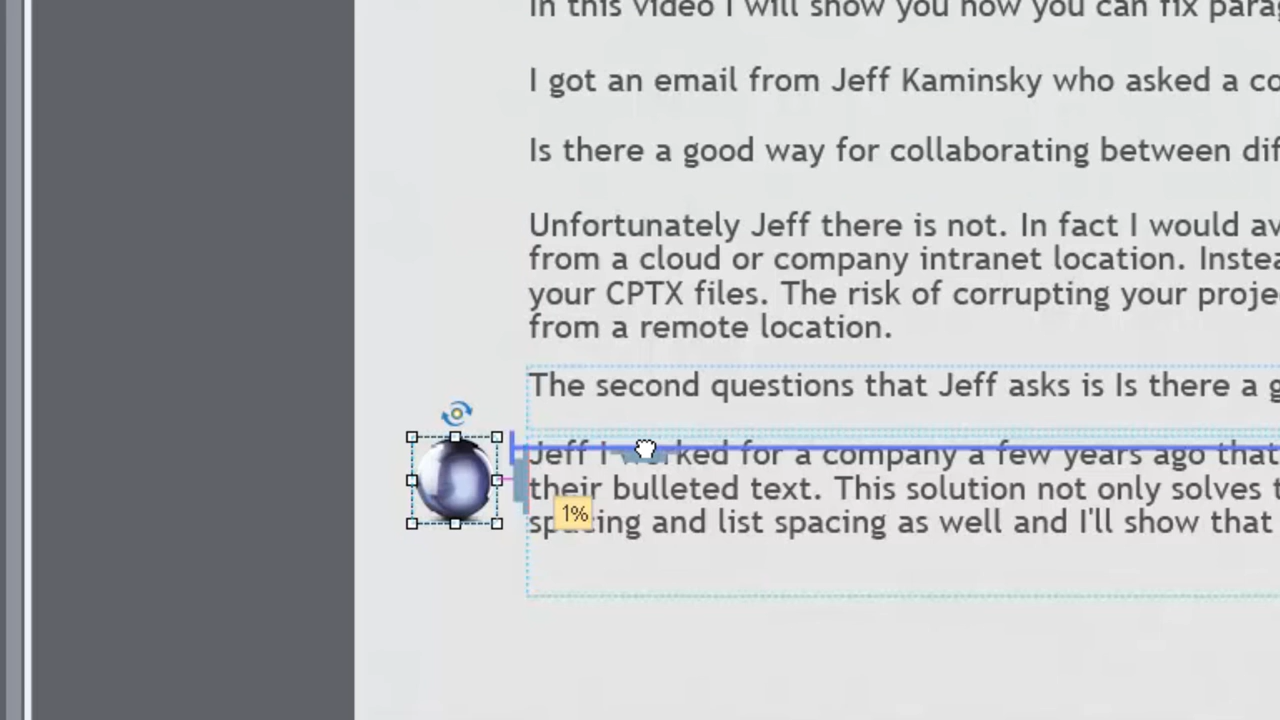 In this video I will show you how you can fix parag
I got an email from Jeff Kaminsky who asked a co
Is there a good way for collaborating between dif
Unfortunately Jeff there is not. In fact I would av
from a cloud or company intranet location. Instea
your CPTX files. The risk of corrupting your proje
from a remote location.
The second questions that Jeff asks is Is there a g
Jeff I worked for a company a few years ago that
their bulleted text. This solution not only solves t
spacing and list spacing as well and I'll show that
1%